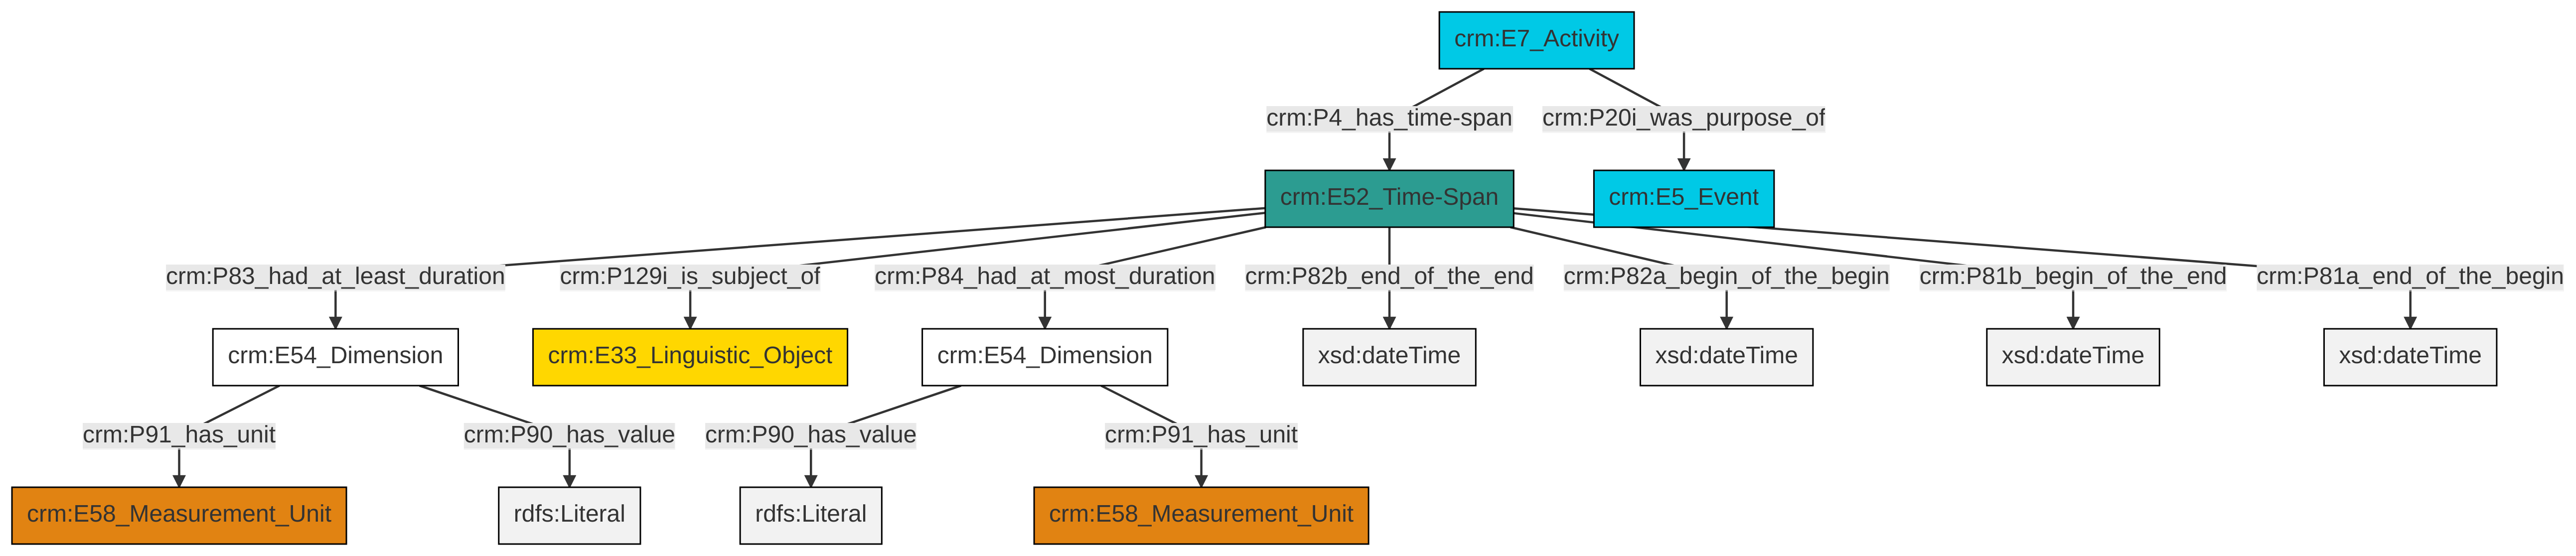 crm:E7_Activity
crm:P4_has_time-span
crm:P20i_was_purpose_of
crm:E52_Time-Span
crm:E5_Event
crm:P83_had_at_least_duration
crm:P129i_is_subject_of
crm:P84_had_at_most_duration
crm:P82b_end_of_the_end
crm:P82a_begin_of_the_begin
crm:P81b_begin_of_the_end
crm:P81a_end_of_the_begin
crm:E54_Dimension
crm:E33_Linguistic_Object
crm:E54_Dimension
xsd:dateTime
xsd:dateTime
xsd:dateTime
xsd:dateTime
crm:P91_has_unit
crm:P90_has_value
crm:P90_has_value
crm:P91_has_unit
crm:E58_Measurement_Unit
rdfs:Literal
rdfs:Literal
crm:E58_Measurement_Unit